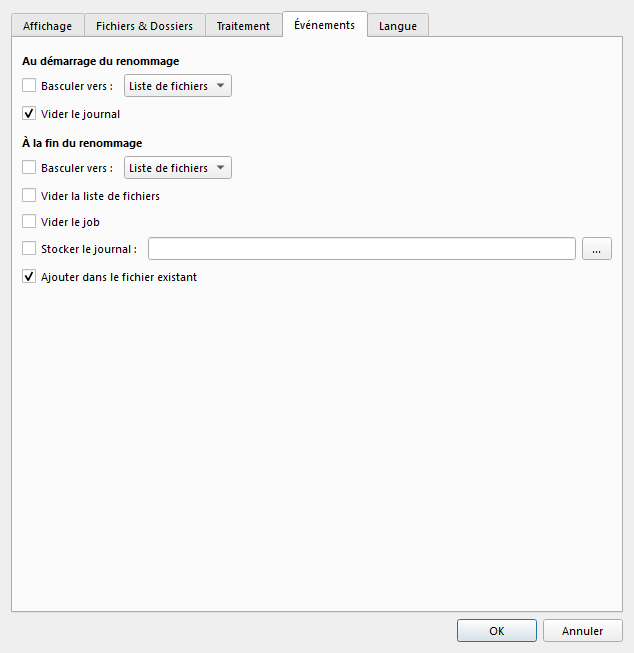 Affichage Fichiers & Dossiers Traitement Événements Langue
Au démarrage du renommage
Basculer vers : Liste de fichiers
Vider le journal
À la fin du renommage
Basculer vers : Liste de fichiers
Vider la liste de fichiers
Vider le job
Stocker le journal : ...
Ajouter dans le fichier existant
OK Annuler